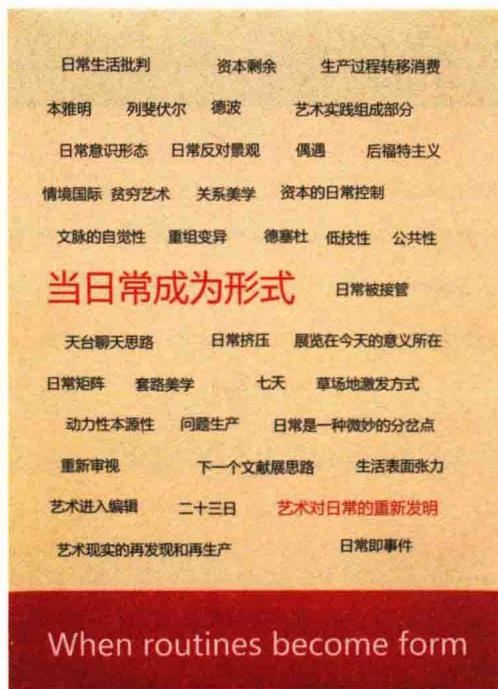 日常生活批判 资本剩余 生产过程转移消费
本雅明 列斐伏尔 德波 艺术实践组成部分
日常意识形态 日常反对景观 偶遇 后福特主义
情境国际 贫穷艺术 关系美学 资本的日常控制
文脉的自觉性 重组变异 德塞杜 低技性 公共性
当日常成为形式 日常被接管
天台聊天思路 日常挤压 展览在今天的意义所在
日常矩阵 套路美学 七天 草场地激发方式
动力性本源性 问题生产 日常是一种微妙的分岔点
重新审视 下一个文献展思路 生活表面张力
艺术进入编辑 二十三日 艺术对日常的重新发明
艺术现实的再发现和再生产 日常即事件
When routines become form